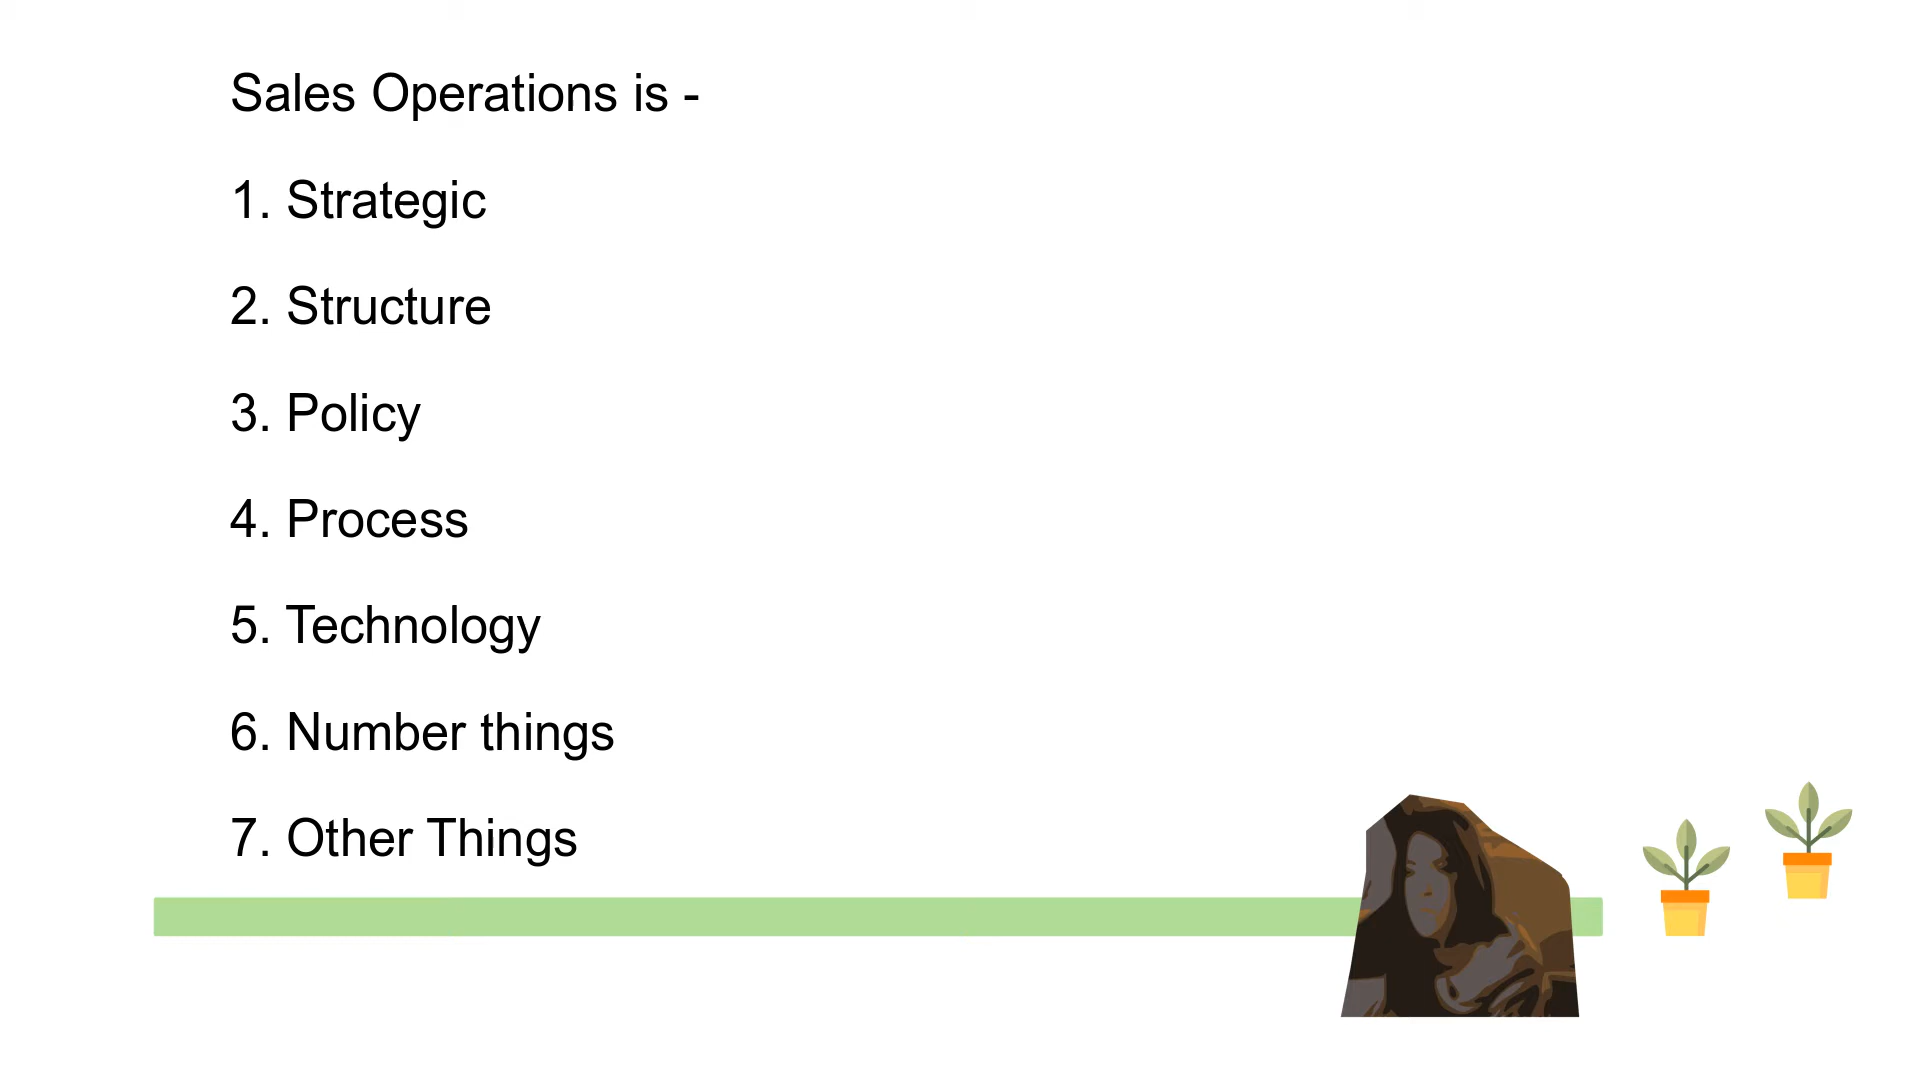 Sales Operations is -
1. Strategic
2. Structure
3. Policy
4. Process
5. Technology
6. Number things
7. Other Things